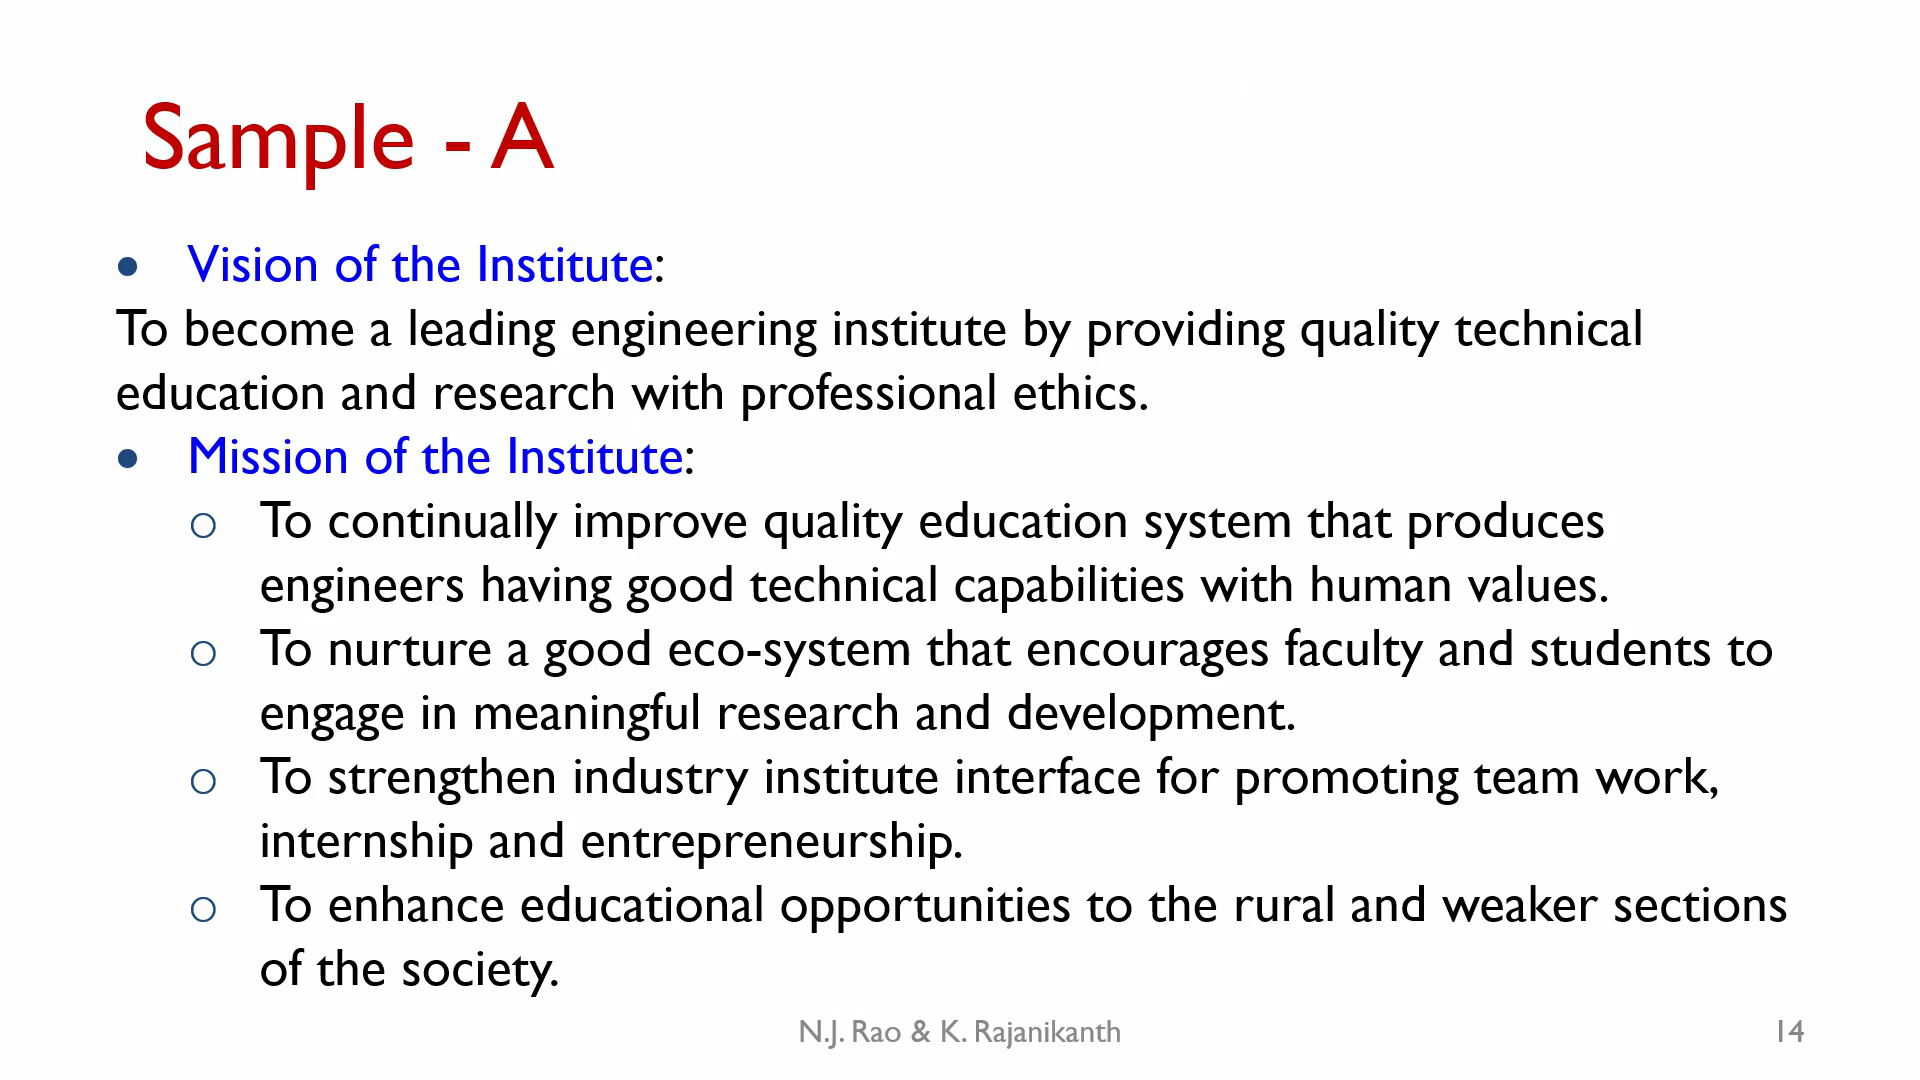 Sample - A
• Vision of the Institute:
To become a leading engineering institute by providing quality technical
education and research with professional ethics.
• Mission of the Institute:
o To continually improve quality education system that produces
engineers having good technical capabilities with human values.
o To nurture a good eco-system that encourages faculty and students to
engage in meaningful research and development.
o To strengthen industry institute interface for promoting team work,
internship and entrepreneurship.
o To enhance educational opportunities to the rural and weaker sections
of the society.
N.J. Rao & K. Rajanikanth
14